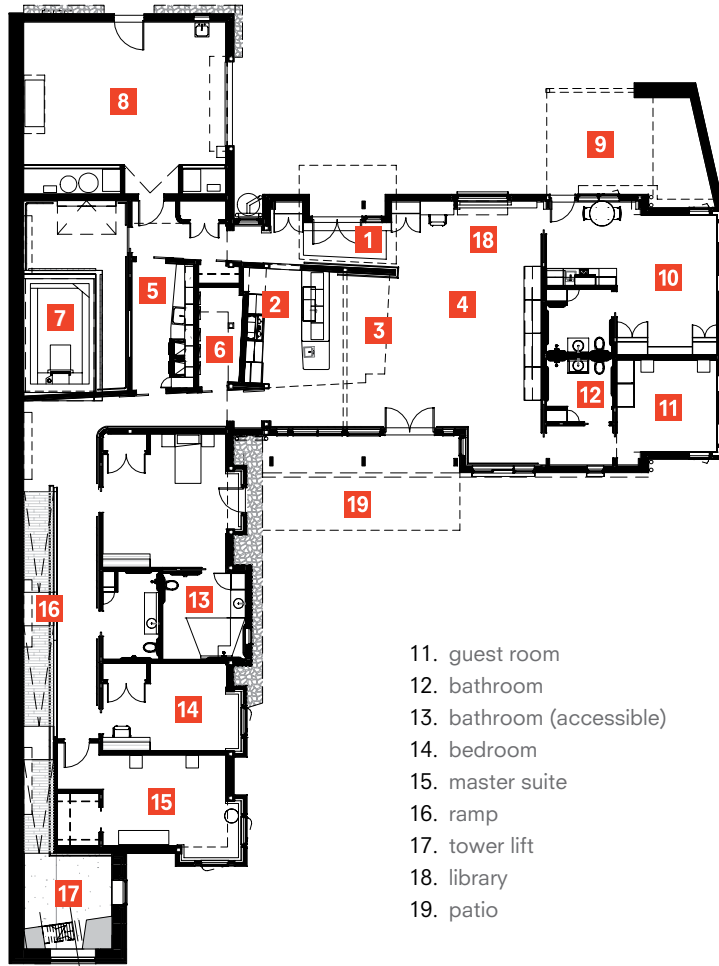 8
9
1
18
10
5
2
4
7
3
6
12
11
19
13
16
14
15
17
11. guest room
12. bathroom
13. bathroom (accessible)
14. bedroom
15. master suite
16. ramp
17. tower lift
18. library
19. patio